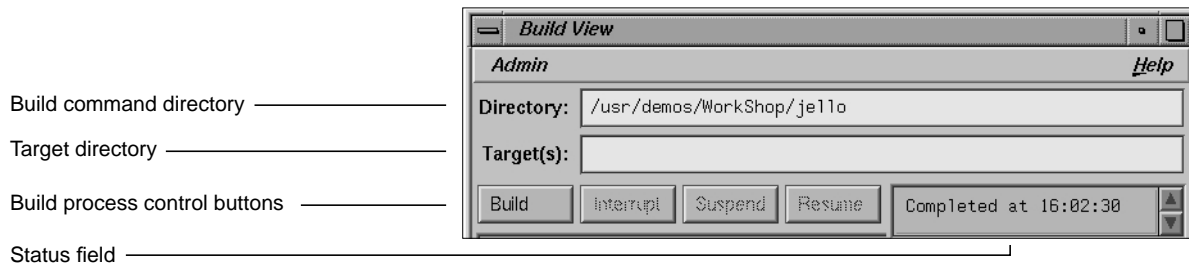 Build View
Admin Help
Build command directory
Directory: /usr/demos/WorkShop/jello
Target directory
Target(s):
Build process control buttons
Build Interrupt Suspend Resume Completed at 16:02:30
Status field